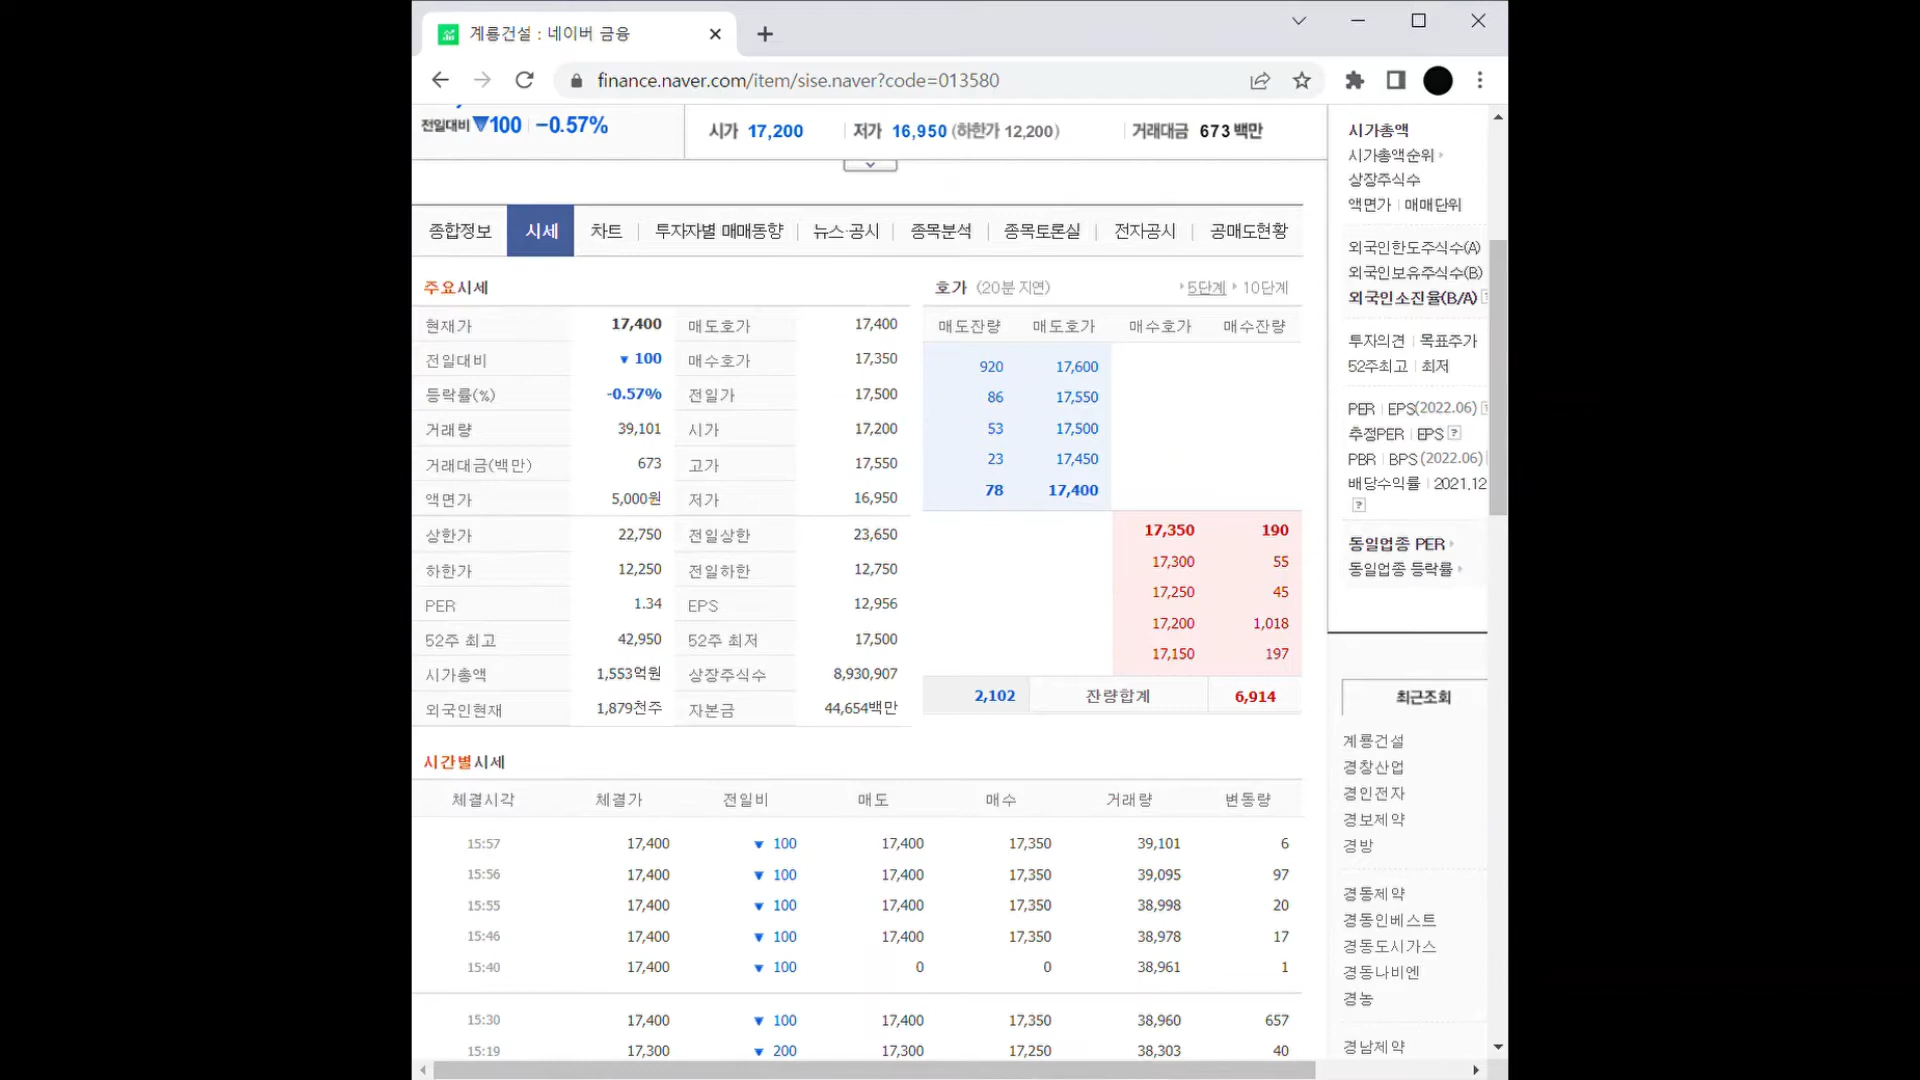 계룡건설 : 네이버 금융
finance.naver.com/item/sise.naver?code=013580
전일대비 ▼100 | -0.57%
시가 17,200 | 저가 16,950 (하한가 12,200) | 거래대금 673 백만
종합정보 시세 차트 투자자별 매매동향 뉴스·공시 종목분석 종목토론실 전자공시 공매도현황
주요시세
현재가 17,400 매도호가 17,400
전일대비 ▼ 100 매수호가 17,350
등락률(%) -0.57% 전일가 17,500
거래량 39,101 시가 17,200
거래대금(백만) 673 고가 17,550
액면가 5,000원 저가 16,950
상한가 22,750 전일상한 23,650
하한가 12,250 전일하한 12,750
PER 1.34 EPS 12,956
52주 최고 42,950 52주 최저 17,500
시가총액 1,553억원 상장주식수 8,930,907
외국인현재 1,879천주 자본금 44,654백만
호가 (20분 지연) 5단계 10단계
매도잔량 매도호가 매수호가 매수잔량
920 17,600
86 17,550
53 17,500
23 17,450
78 17,400
17,350 190
17,300 55
17,250 45
17,200 1,018
17,150 197
2,102 잔량합계 6,914
시간별시세
체결시각 체결가 전일비 매도 매수 거래량 변동량
15:57 17,400 ▼ 100 17,400 17,350 39,101 6
15:56 17,400 ▼ 100 17,400 17,350 39,095 97
15:55 17,400 ▼ 100 17,400 17,350 38,998 20
15:46 17,400 ▼ 100 17,400 17,350 38,978 17
15:40 17,400 ▼ 100 0 0 38,961 1
15:30 17,400 ▼ 100 17,400 17,350 38,960 657
15:19 17,300 ▼ 200 17,300 17,250 38,303 40
시가총액
시가총액순위
상장주식수
액면가 | 매매단위
외국인한도주식수(A)
외국인보유주식수(B)
외국인소진율(B/A) ?
투자의견 | 목표주가
52주최고 | 최저
PER | EPS(2022.06) ?
추정PER | EPS ?
PBR | BPS (2022.06)
배당수익률 | 2021.12
?
동일업종 PER
동일업종 등락률
최근조회
계룡건설
경창산업
경인전자
경보제약
경방
경동제약
경동인베스트
경동도시가스
경동나비엔
경농
경남제약